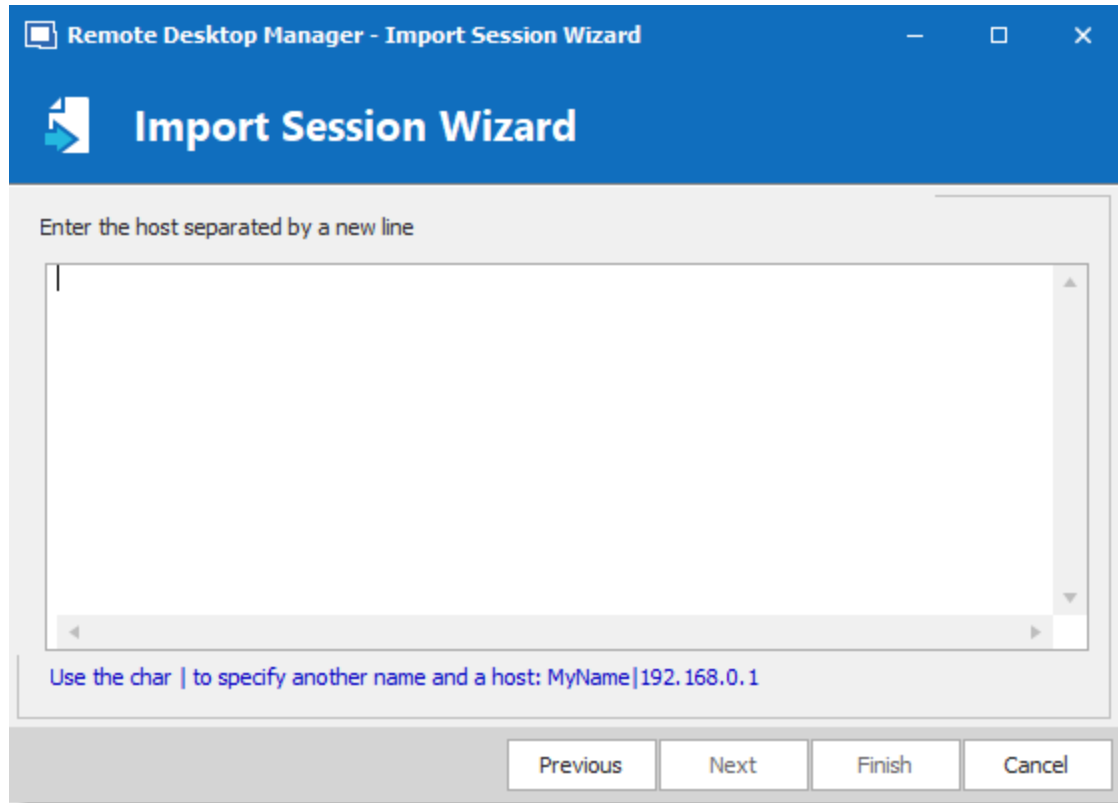 Remote Desktop Manager - Import Session Wizard
Import Session Wizard
Enter the host separated by a new line
Use the char | to specify another name and a host: MyName|192.168.0.1
Previous Next Finish Cancel